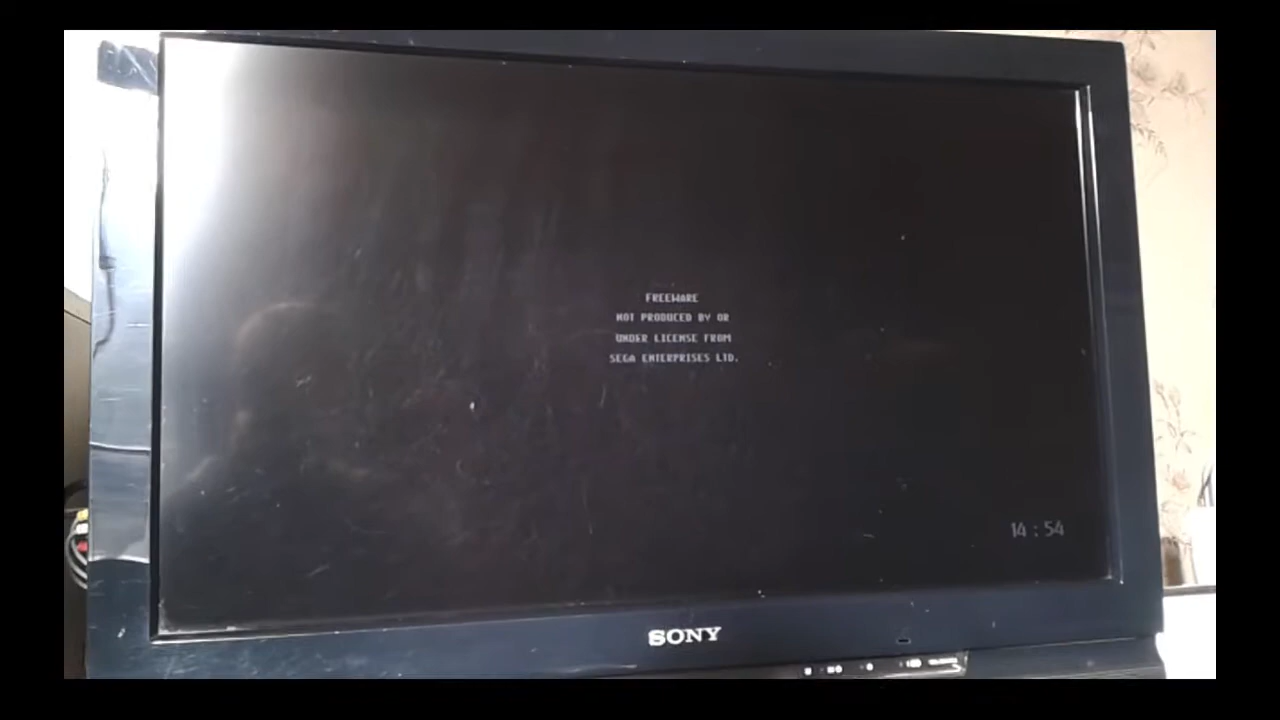 FREEWARE
NOT PRODUCED BY OR
UNDER LICENSE FROM
SEGA ENTERPRISES LTD.
14:54
SONY